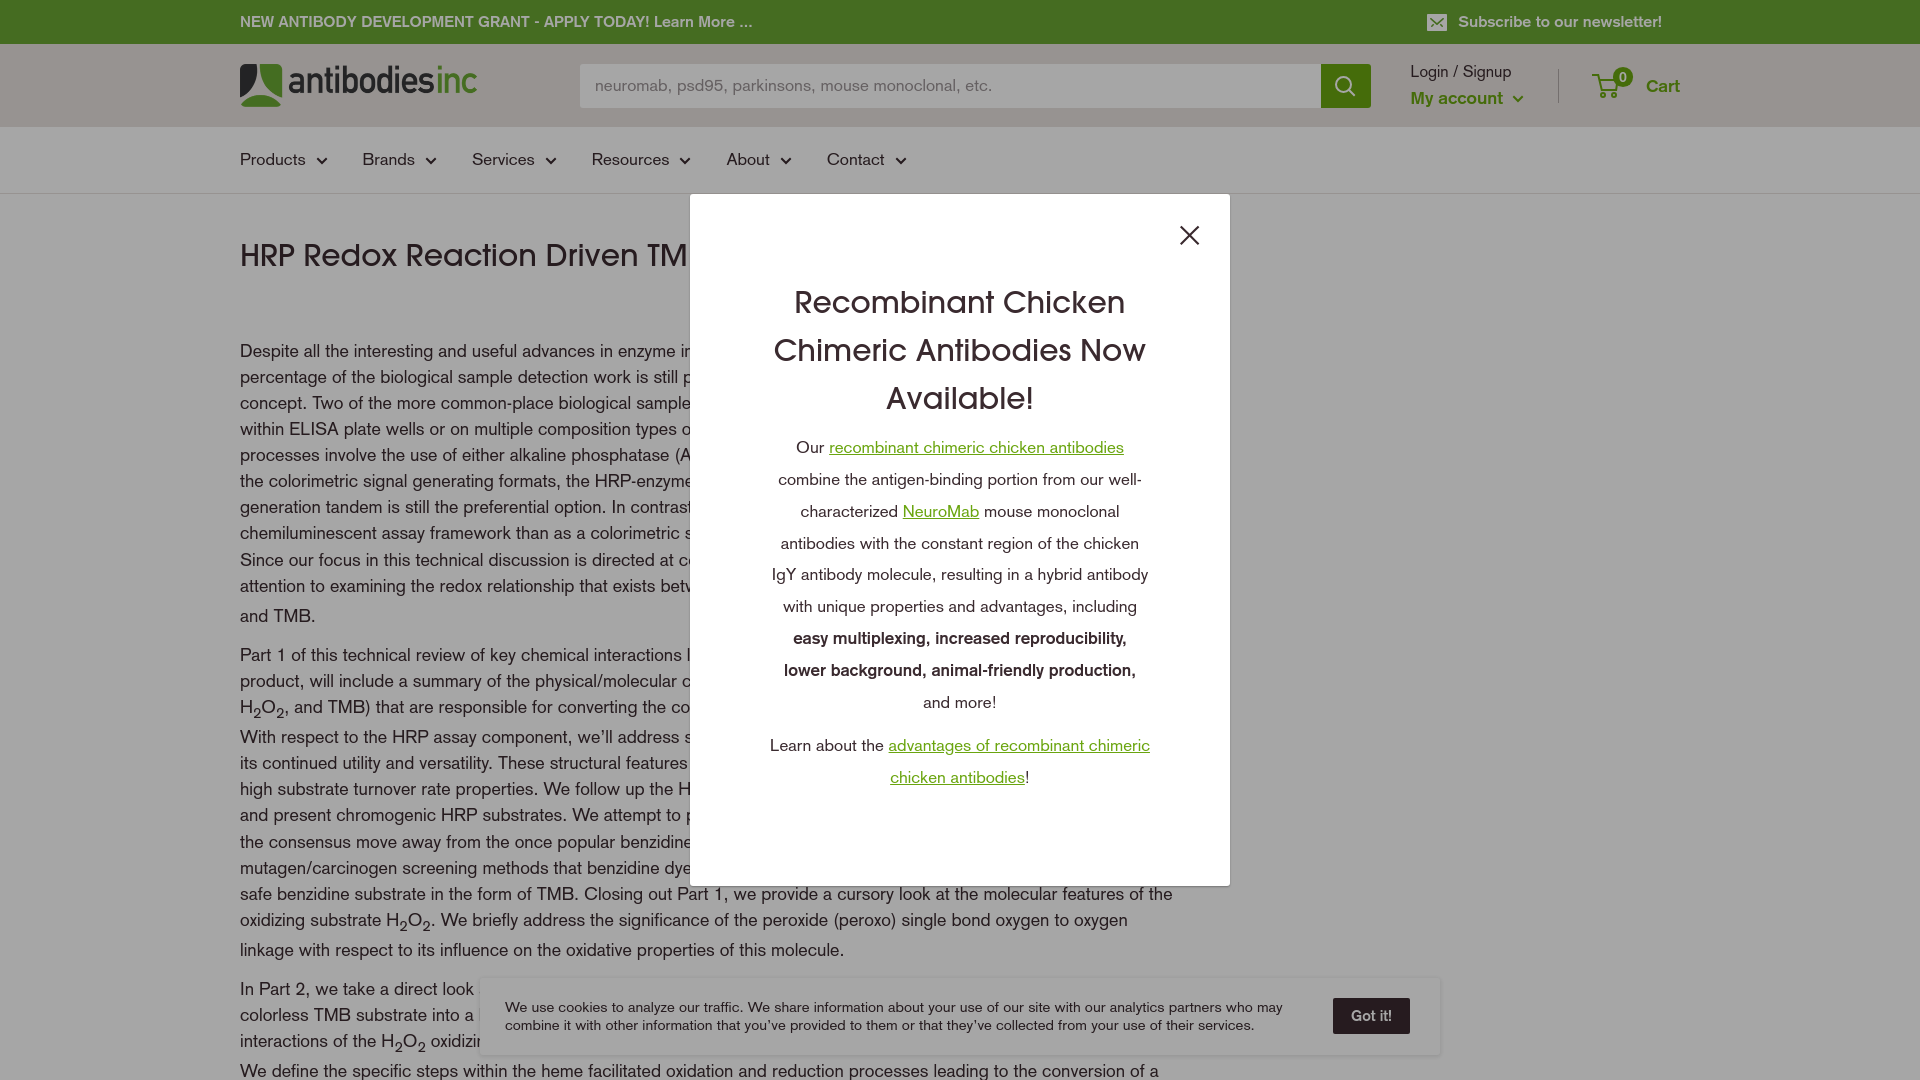 NEW ANTIBODY DEVELOPMENT GRANT - APPLY TODAY! Learn More ...
Subscribe to our newsletter!
antibodiesinc
neuromab, psd95, parkinsons, mouse monoclonal, etc.
Login / Signup
My account
0
Cart
Products
Brands
Services
Resources
About
Contact
HRP Redox Reaction Driven TM
Despite all the interesting and useful advances in enzyme in
percentage of the biological sample detection work is still p
concept. Two of the more common-place biological sample
within ELISA plate wells or on multiple composition types o
processes involve the use of either alkaline phosphatase (A
the colorimetric signal generating formats, the HRP-enzyme
generation tandem is still the preferential option. In contrast
chemiluminescent assay framework than as a colorimetric s
Since our focus in this technical discussion is directed at co
attention to examining the redox relationship that exists betw
and TMB.
Part 1 of this technical review of key chemical interactions l
product, will include a summary of the physical/molecular c
H2O2, and TMB) that are responsible for converting the co
With respect to the HRP assay component, we’ll address s
its continued utility and versatility. These structural features
high substrate turnover rate properties. We follow up the H
and present chromogenic HRP substrates. We attempt to p
the consensus move away from the once popular benzidine
mutagen/carcinogen screening methods that benzidine dye
safe benzidine substrate in the form of TMB. Closing out Part 1, we provide a cursory look at the molecular features of the
oxidizing substrate H2O2. We briefly address the significance of the peroxide (peroxo) single bond oxygen to oxygen
linkage with respect to its influence on the oxidative properties of this molecule.
In Part 2, we take a direct look
colorless TMB substrate into a
interactions of the H2O2 oxidizin
We define the specific steps within the heme facilitated oxidation and reduction processes leading to the conversion of a
Recombinant Chicken
Chimeric Antibodies Now
Available!
Our recombinant chimeric chicken antibodies
combine the antigen-binding portion from our well-
characterized NeuroMab mouse monoclonal
antibodies with the constant region of the chicken
IgY antibody molecule, resulting in a hybrid antibody
with unique properties and advantages, including
easy multiplexing, increased reproducibility,
lower background, animal-friendly production,
and more!
Learn about the advantages of recombinant chimeric
chicken antibodies!
We use cookies to analyze our traffic. We share information about your use of our site with our analytics partners who may
combine it with other information that you’ve provided to them or that they’ve collected from your use of their services.
Got it!